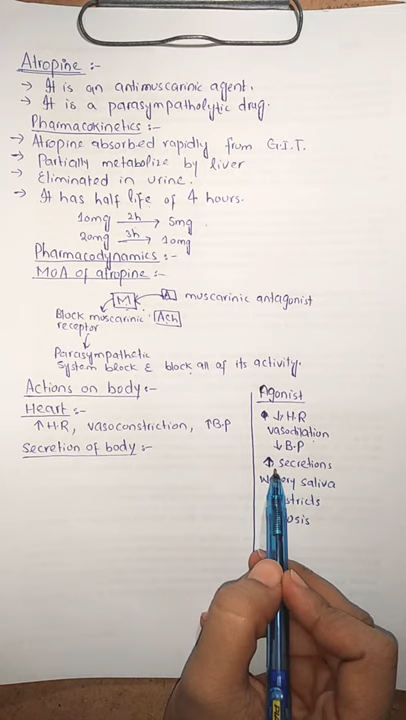 Atropine :-
→ It is an antimuscarinic agent.
→ It is a parasympatholytic drug.
Pharmacokinetics :-
→ Atropine absorbed rapidly from G.I.T.
→ Partially metabolize by liver
→ Eliminated in urine.
→ It has half life of 4 hours.
10mg 2h → 5mg
20mg 3h → 10mg
Pharmacodynamics :-
MOA of atropine :-
M ← A muscarinic antagonist
Block muscarinic Ach
receptor
Parasympathetic
System block & block all of its activity.
Actions on body :-
Heart :-
↑ H.R, vasoconstriction, ↑B.P
Secretion of body :-
Agonist
↓ H.R
vasodilation
↓ B.P
↑ secretions
saliva